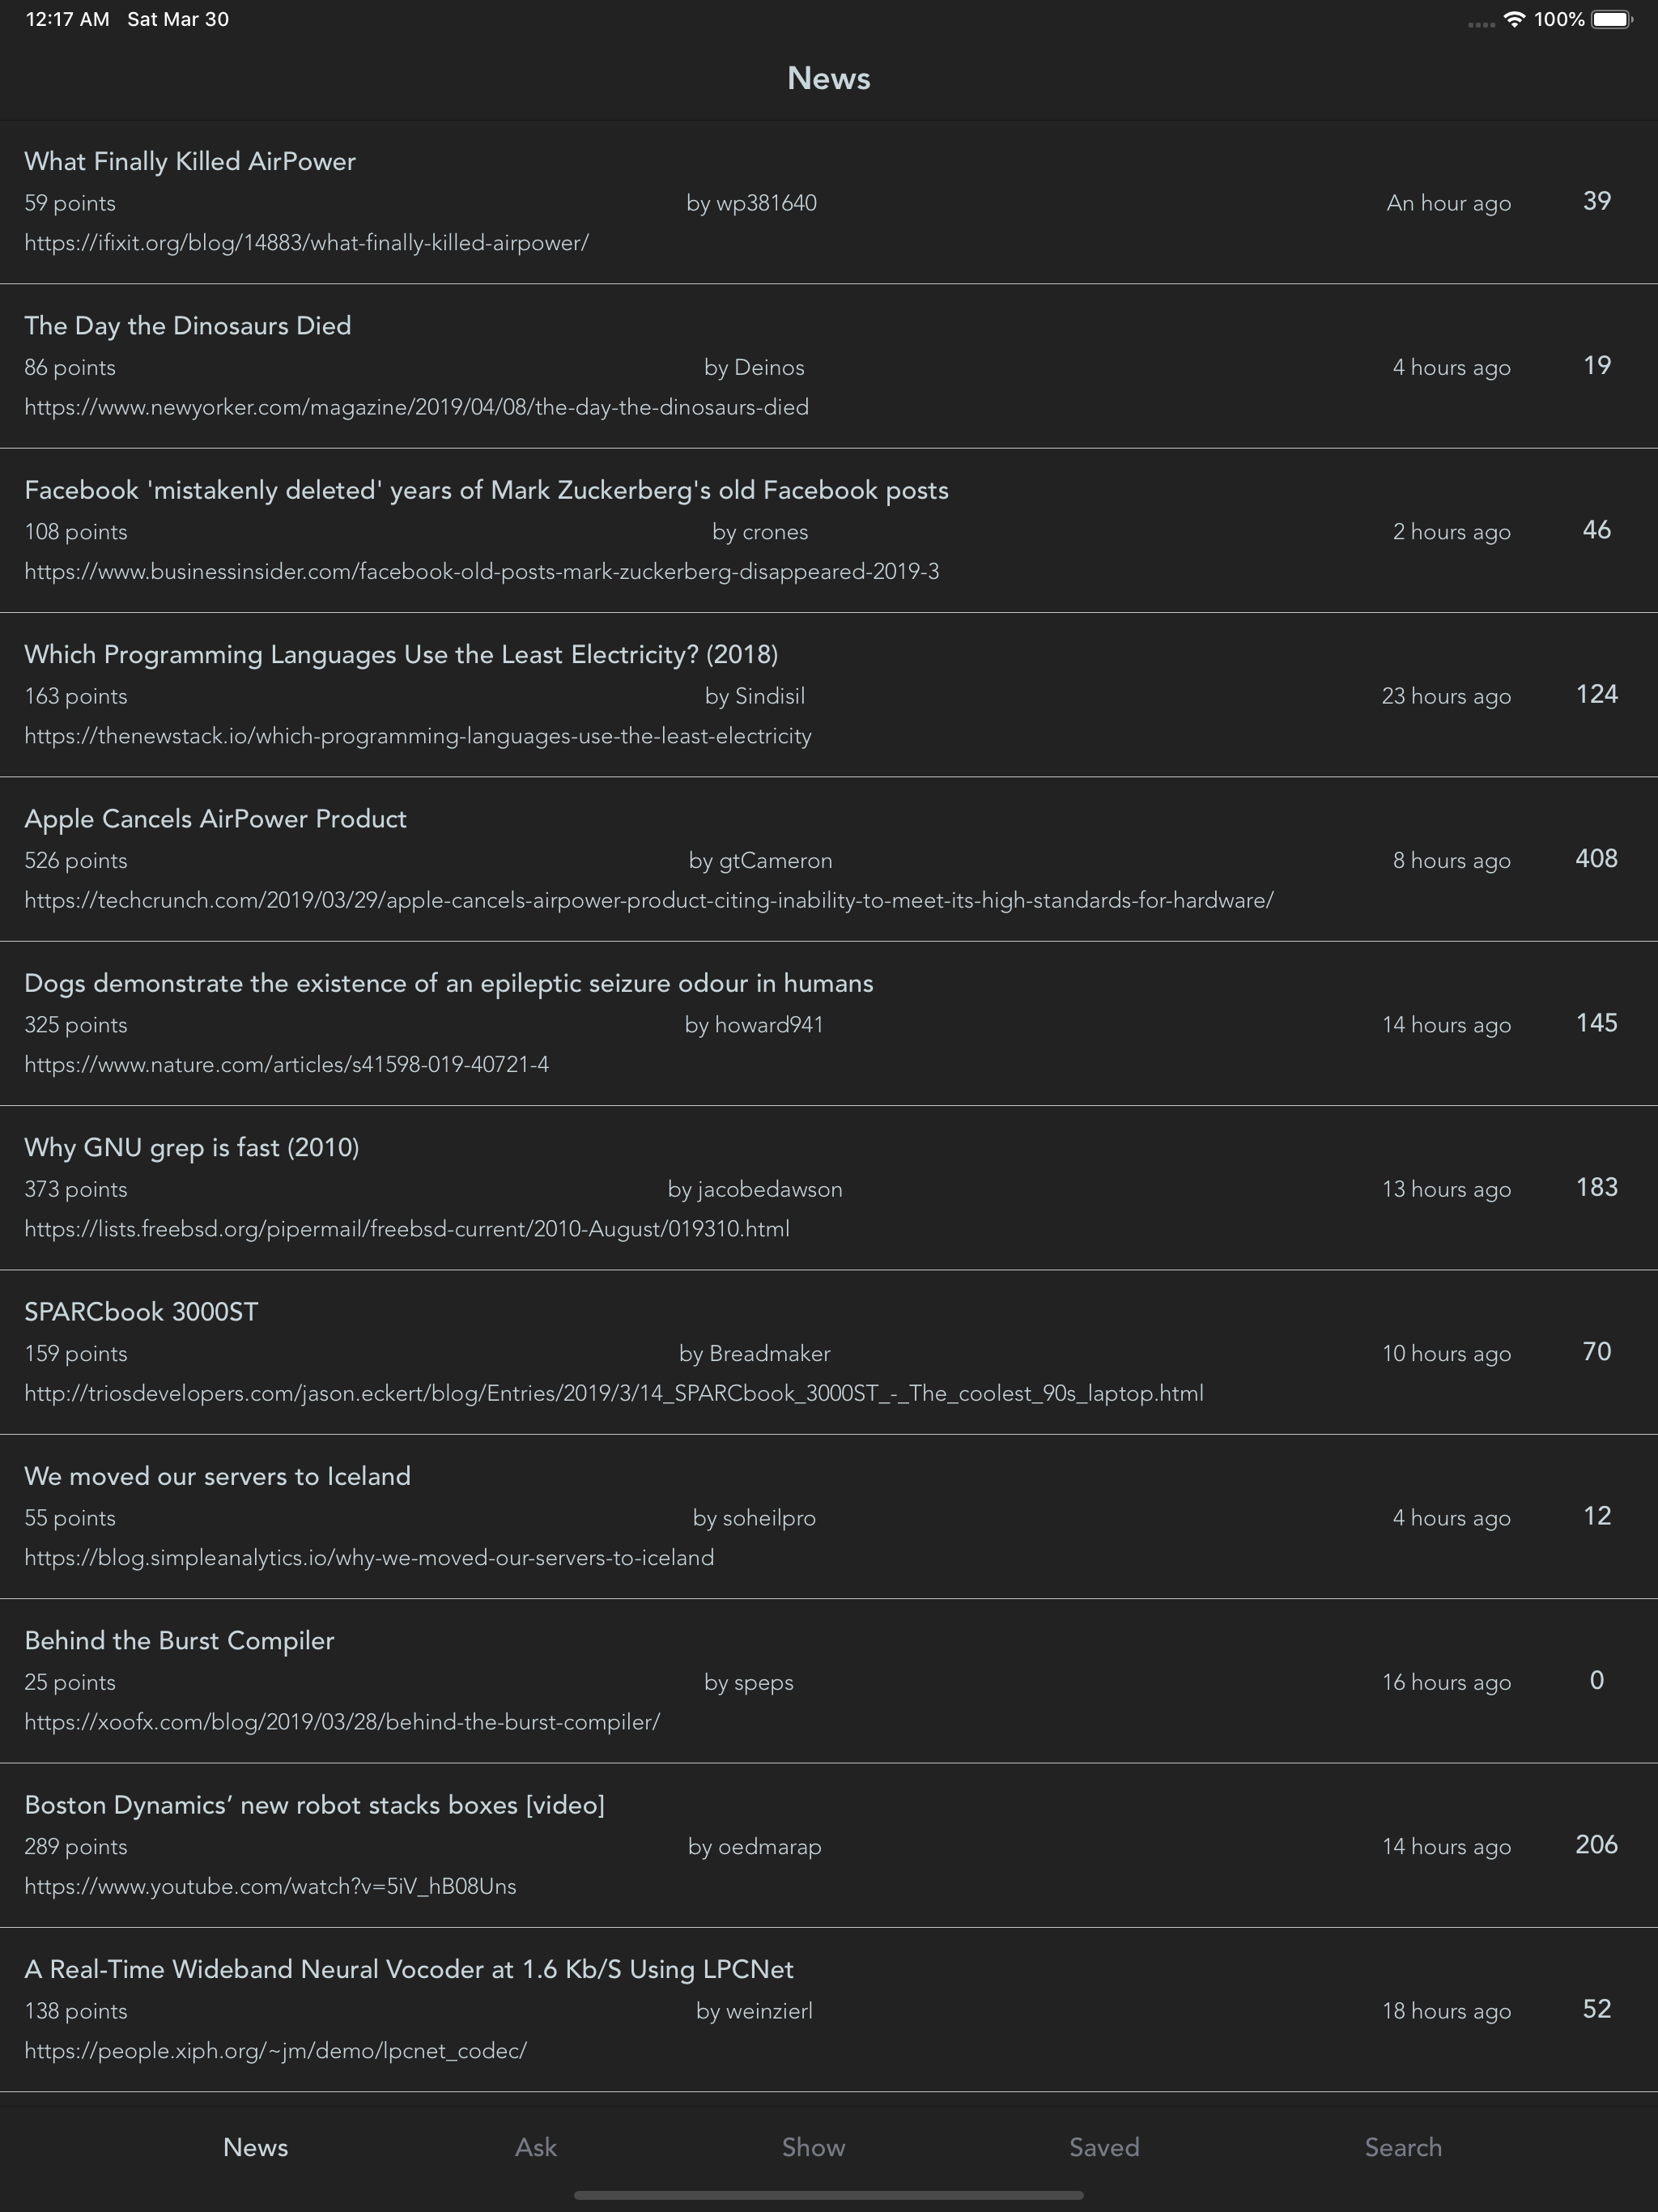 12:17 AM Sat Mar 30 100%
News
What Finally Killed AirPower
59 points by wp381640 An hour ago 39
https://ifixit.org/blog/14883/what-finally-killed-airpower/
The Day the Dinosaurs Died
86 points by Deinos 4 hours ago 19
https://www.newyorker.com/magazine/2019/04/08/the-day-the-dinosaurs-died
Facebook 'mistakenly deleted' years of Mark Zuckerberg's old Facebook posts
108 points by crones 2 hours ago 46
https://www.businessinsider.com/facebook-old-posts-mark-zuckerberg-disappeared-2019-3
Which Programming Languages Use the Least Electricity? (2018)
163 points by Sindisil 23 hours ago 124
https://thenewstack.io/which-programming-languages-use-the-least-electricity
Apple Cancels AirPower Product
526 points by gtCameron 8 hours ago 408
https://techcrunch.com/2019/03/29/apple-cancels-airpower-product-citing-inability-to-meet-its-high-standards-for-hardware/
Dogs demonstrate the existence of an epileptic seizure odour in humans
325 points by howard941 14 hours ago 145
https://www.nature.com/articles/s41598-019-40721-4
Why GNU grep is fast (2010)
373 points by jacobedawson 13 hours ago 183
https://lists.freebsd.org/pipermail/freebsd-current/2010-August/019310.html
SPARCbook 3000ST
159 points by Breadmaker 10 hours ago 70
http://triosdevelopers.com/jason.eckert/blog/Entries/2019/3/14_SPARCbook_3000ST_-_The_coolest_90s_laptop.html
We moved our servers to Iceland
55 points by soheilpro 4 hours ago 12
https://blog.simpleanalytics.io/why-we-moved-our-servers-to-iceland
Behind the Burst Compiler
25 points by speps 16 hours ago 0
https://xoofx.com/blog/2019/03/28/behind-the-burst-compiler/
Boston Dynamics’ new robot stacks boxes [video]
289 points by oedmarap 14 hours ago 206
https://www.youtube.com/watch?v=5iV_hB08Uns
A Real-Time Wideband Neural Vocoder at 1.6 Kb/S Using LPCNet
138 points by weinzierl 18 hours ago 52
https://people.xiph.org/~jm/demo/lpcnet_codec/
News Ask Show Saved Search